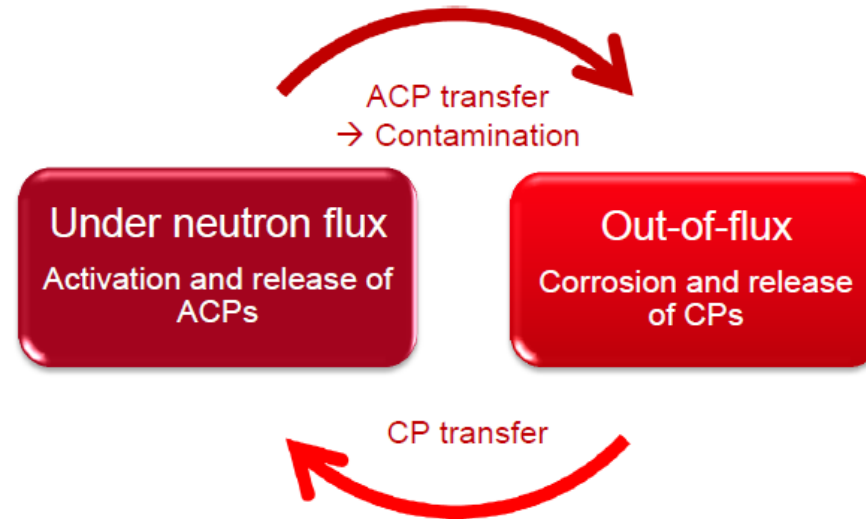 ACP transfer
→ Contamination
Under neutron flux
Activation and release of
ACPs
Out-of-flux
Corrosion and release
of CPs
CP transfer